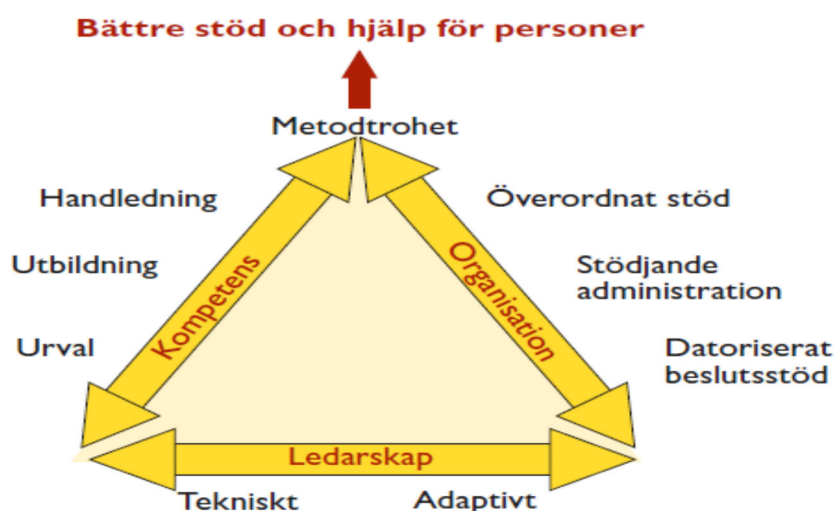 Bättre stöd och hjälp för personer
Metodtrohet
Handledning
Överordnat stöd
Utbildning
Kompetens
Organisation
Stödjande
administration
Urval
Datoriserat
beslutsstöd
Ledarskap
Tekniskt
Adaptivt